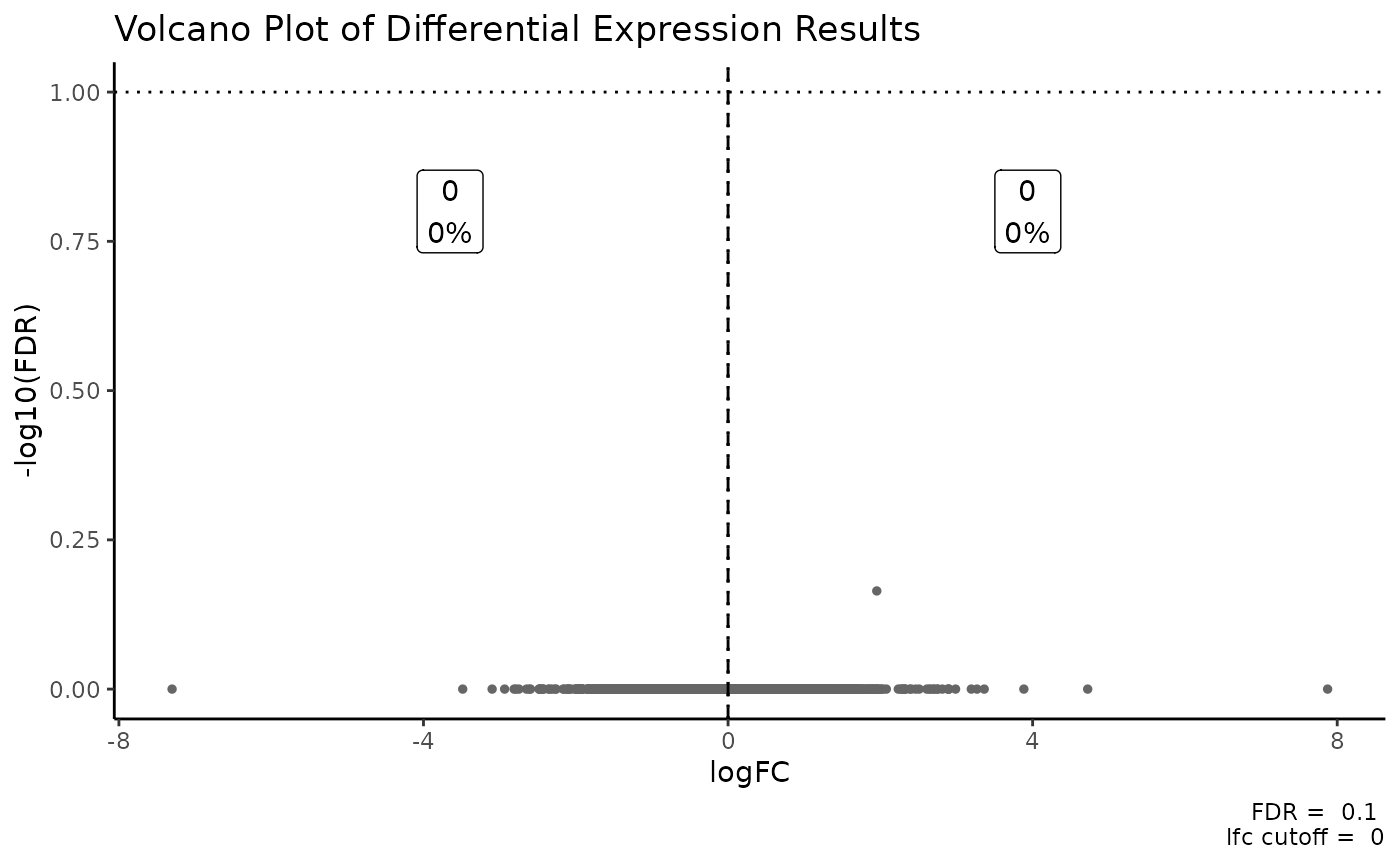 Volcano Plot of Differential Expression Results
-log10(FDR)
1.00
0.75
0.50
0.25
0.00
0
0%
0
0%
-8
-4
0
4
8
logFC
FDR =  0.1
lfc cutoff =  0